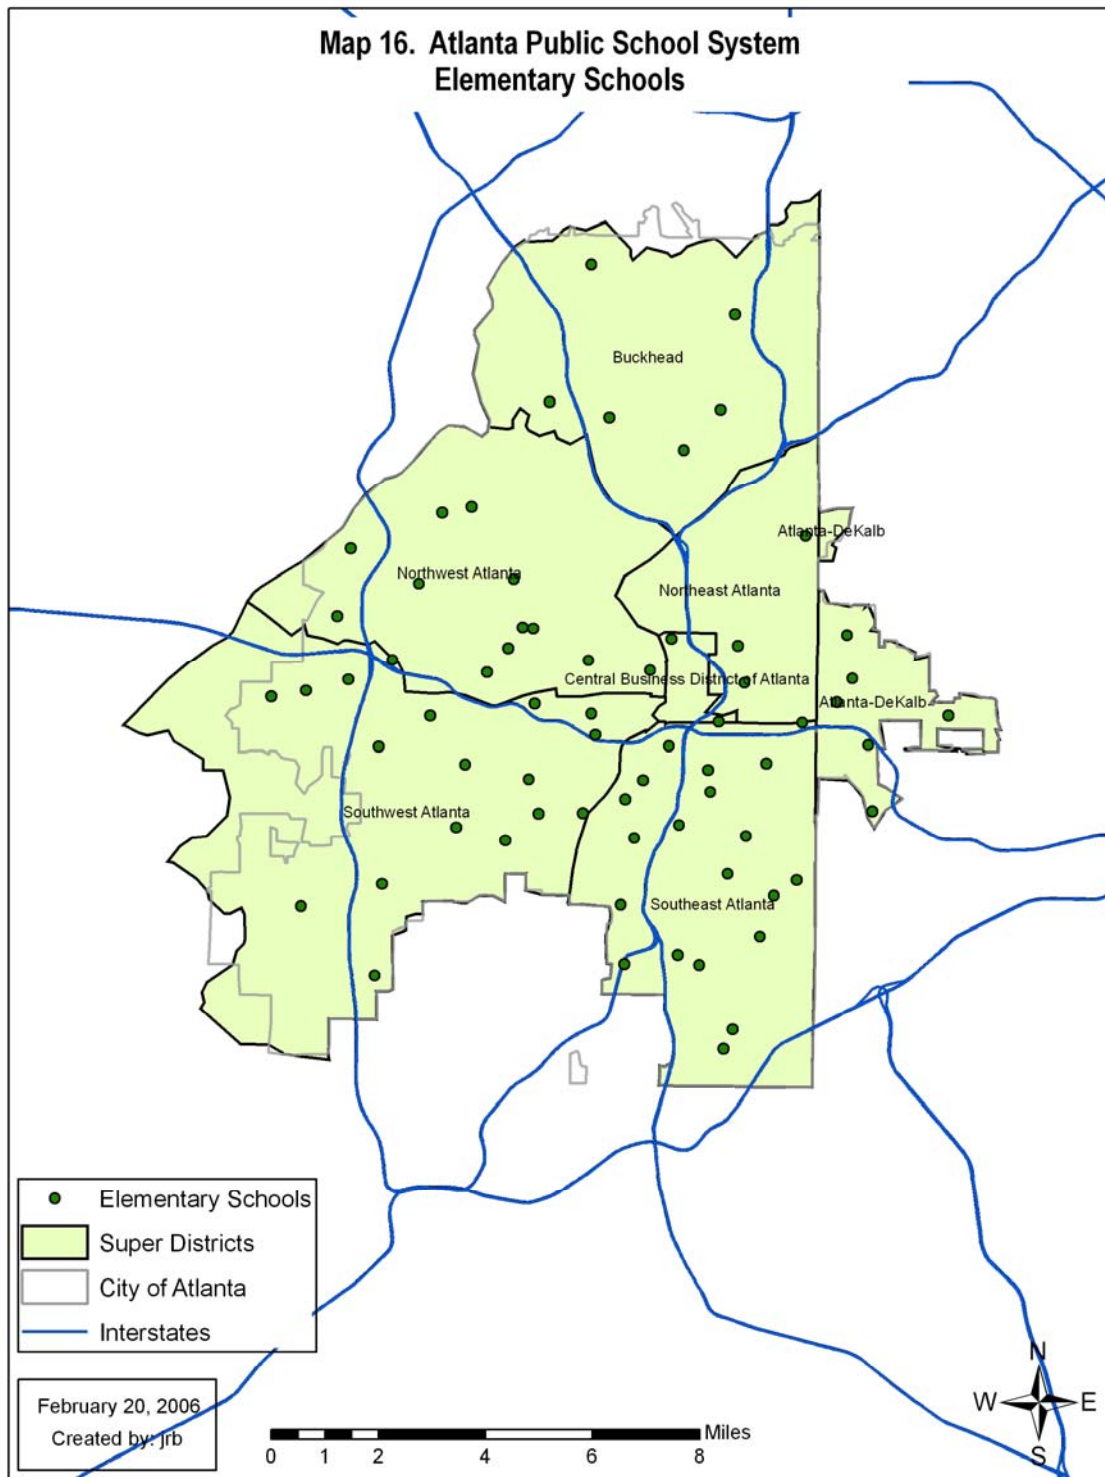 Map 16. Atlanta Public School System
Elementary Schools
Buckhead
Atlanta-DeKalb
Northwest Atlanta
Northeast Atlanta
Central Business District of Atlanta
Atlanta-DeKalb
Southwest Atlanta
Southeast Atlanta
Elementary Schools
Super Districts
City of Atlanta
Interstates
February 20, 2006
Created by: jrb
Miles
0 1 2 4 6 8
N
W E
S